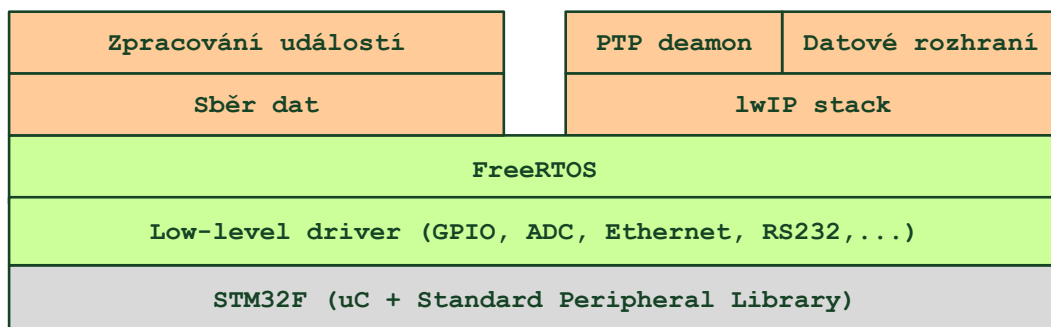 Zpracování událostí
PTP deamon
Datové rozhraní
Sběr dat
lwIP stack
FreeRTOS
Low-level driver (GPIO, ADC, Ethernet, RS232,...)
STM32F (uC + Standard Peripheral Library)